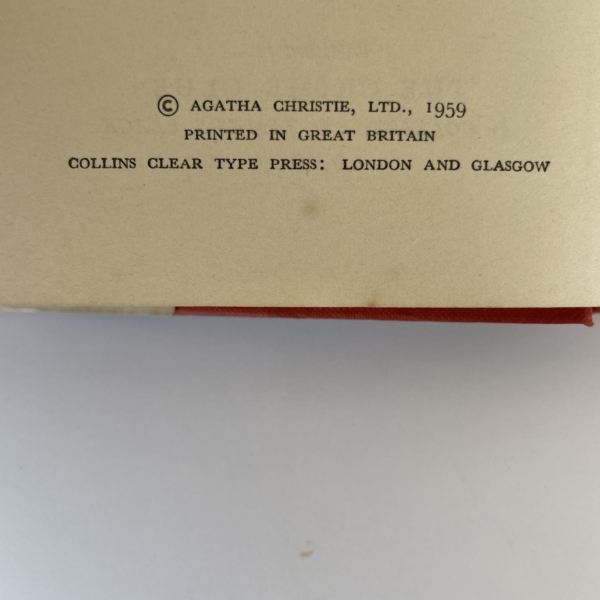 © AGATHA CHRISTIE, LTD., 1959
PRINTED IN GREAT BRITAIN
COLLINS CLEAR TYPE PRESS: LONDON AND GLASGOW